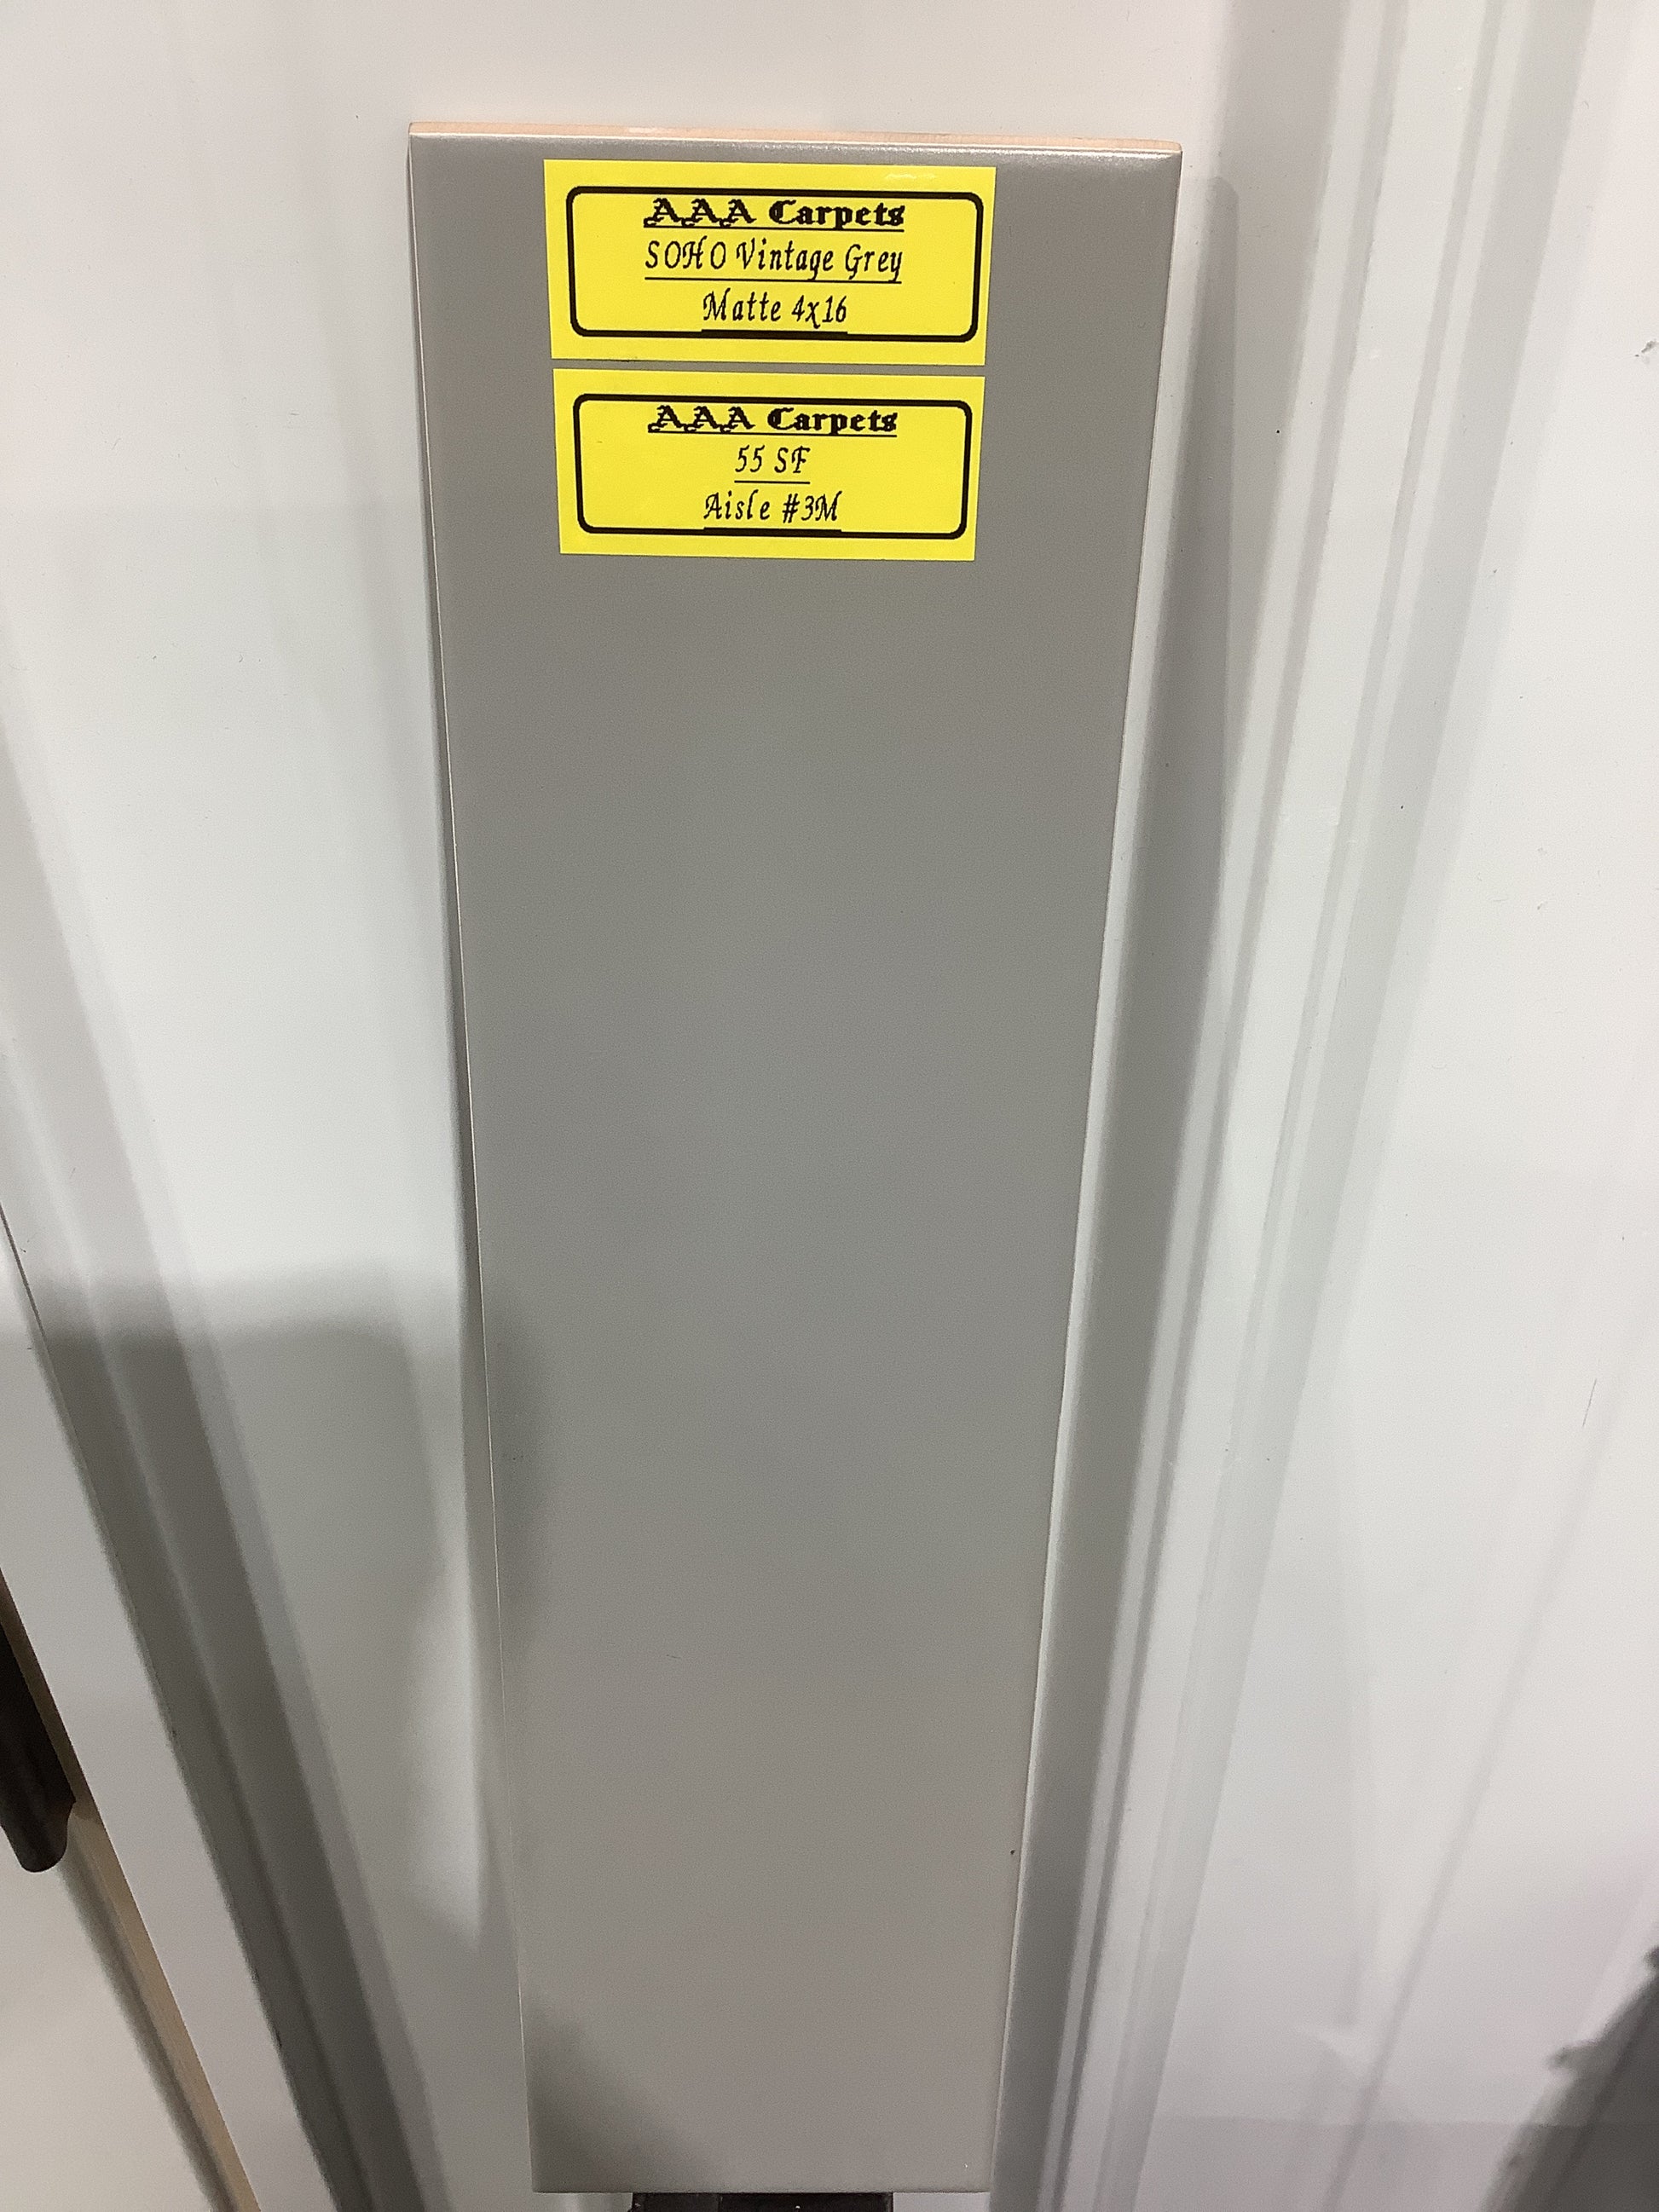 AAA Carpets
SOHO Vintage Grey
Matte 4x16
AAA Carpets
55 SF
Aisle #3M